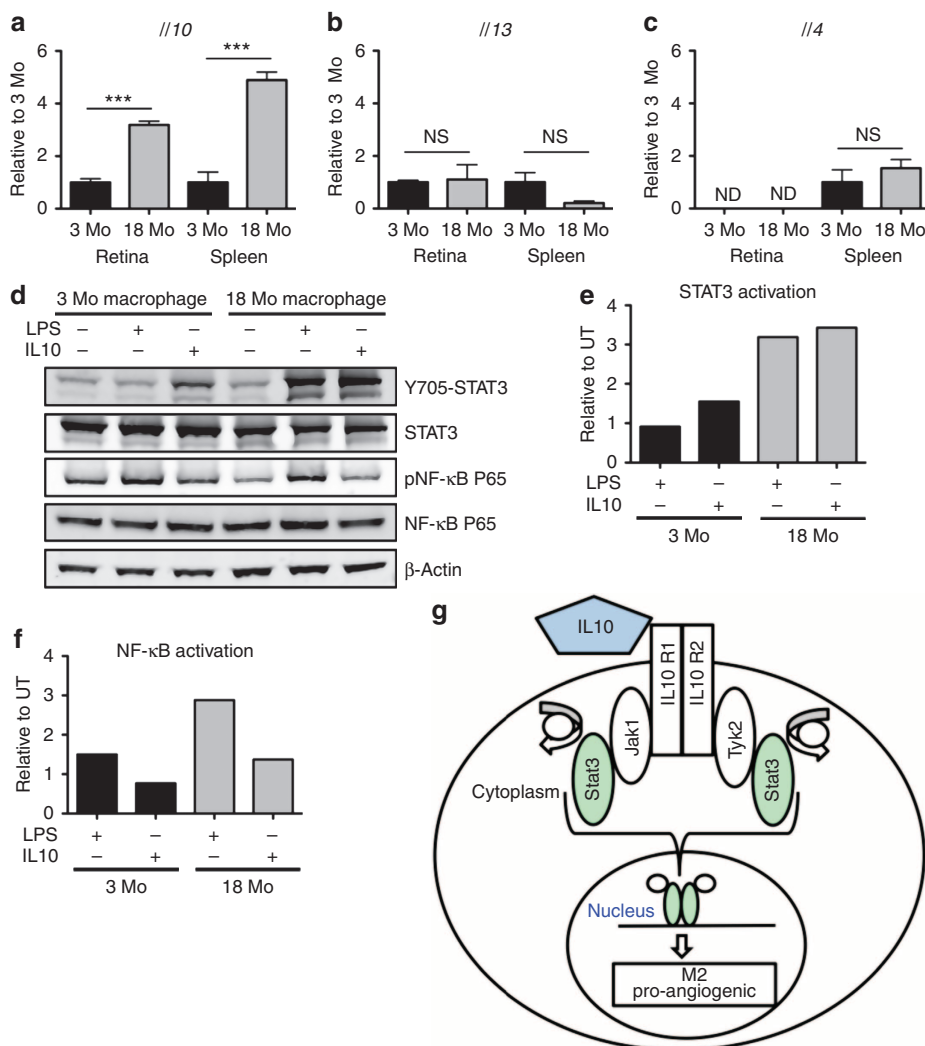 a
//10
Relative to 3 Mo
6
4
2
0
***
***
3 Mo 18 Mo 3 Mo 18 Mo
Retina Spleen
b
//13
Relative to 3 Mo
6
4
2
0
NS
NS
3 Mo 18 Mo 3 Mo 18 Mo
Retina Spleen
c
//4
Relative to 3 Mo
6
4
2
0
ND ND
NS
3 Mo 18 Mo 3 Mo 18 Mo
Retina Spleen
d
3 Mo macrophage 18 Mo macrophage
LPS – + – – + –
IL10 – – + – – +
Y705-STAT3
STAT3
pNF-κB P65
NF-κB P65
β-Actin
e
STAT3 activation
Relative to UT
4
3
2
1
0
LPS + – + –
IL10 – + – +
3 Mo 18 Mo
f
NF-κB activation
Relative to UT
4
3
2
1
0
LPS + – + –
IL10 – + – +
3 Mo 18 Mo
g
IL10
IL10 R1
IL10 R2
Jak1
Tyk2
Stat3
Stat3
Cytoplasm
Nucleus
M2
pro-angiogenic